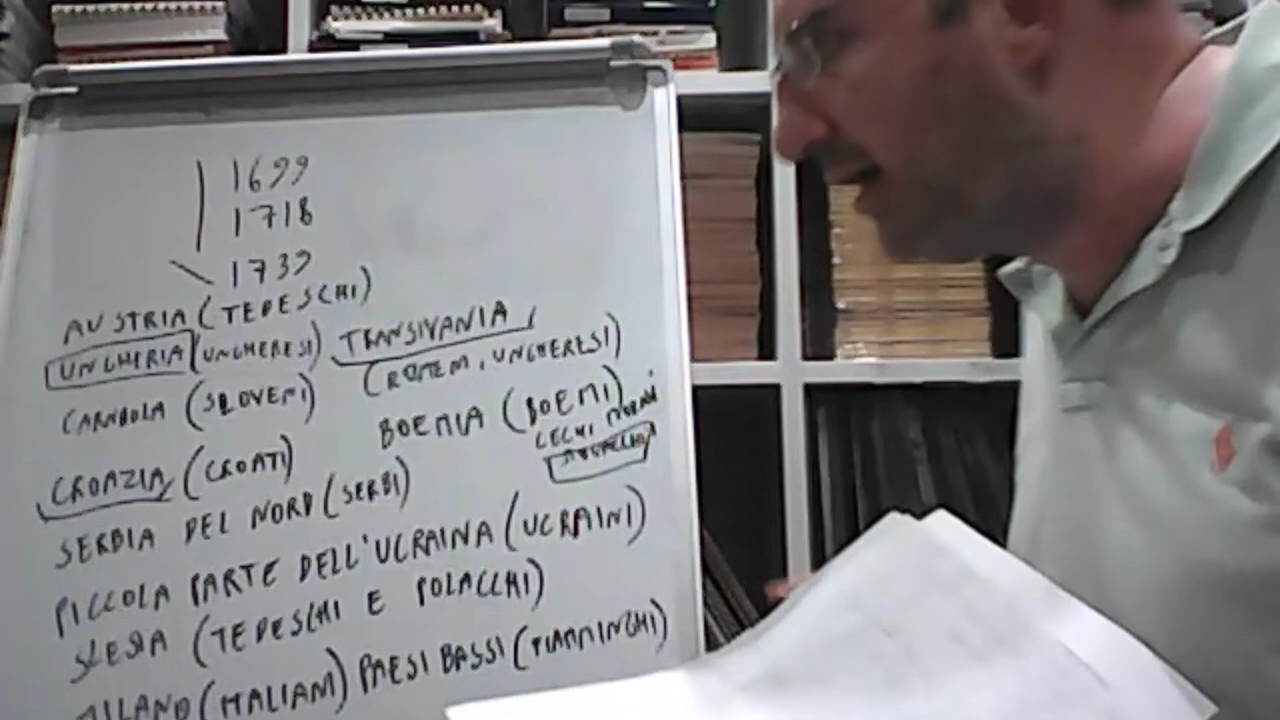 1699
1718
1739
AUSTRIA (TEDESCHI)
UNGHERIA (UNGHERESI) TRANSIVANIA
(ROMENI, UNGHERESI)
CARNIOLA (SLOVENI)
BOEMIA (BOEMI)
CECHI MORAVI
SLOVACCHI
CROAZIA (CROATI)
SERBIA DEL NORD (SERBI)
PICCOLA PARTE DELL'UCRAINA (UCRAINI)
SLESIA (TEDESCHI E POLACCHI)
MILANO (ITALIANI) PAESI BASSI (FIAMMINGHI)